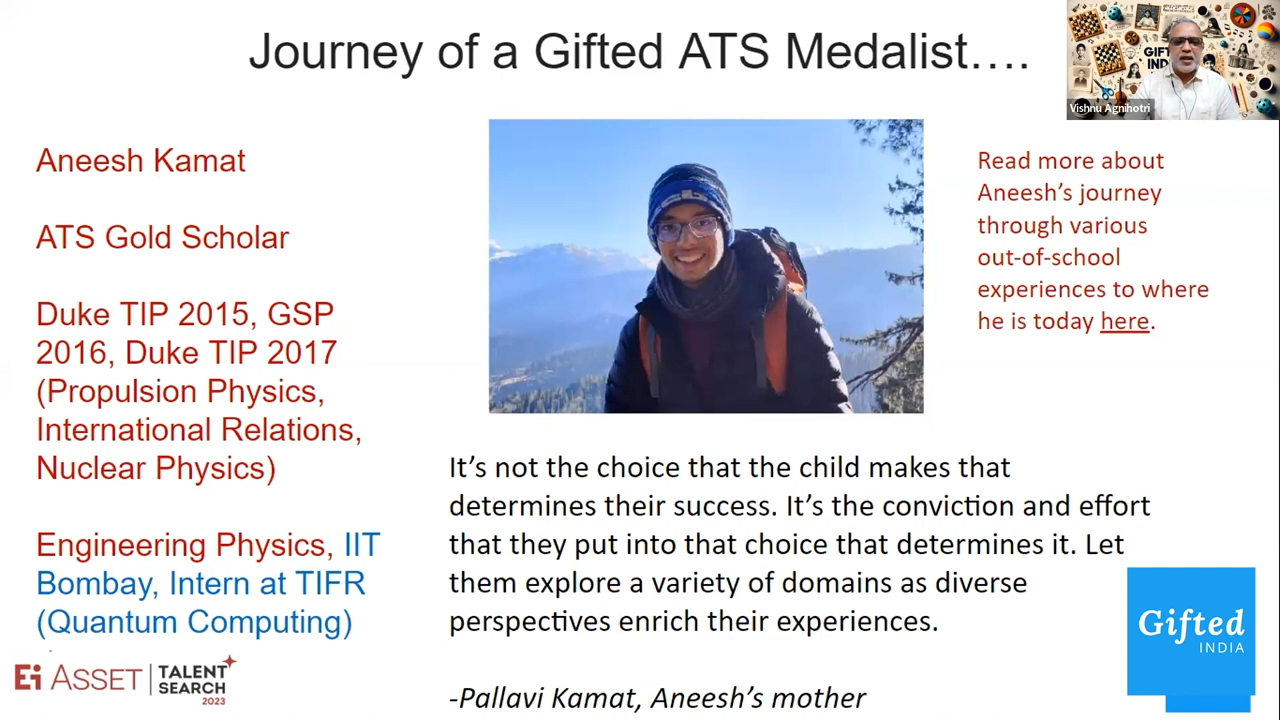 Journey of a Gifted ATS Medalist….
GIFT
IND
Vishnu Agnihotri
Aneesh Kamat
ATS Gold Scholar
Duke TIP 2015, GSP
2016, Duke TIP 2017
(Propulsion Physics,
International Relations,
Nuclear Physics)
Engineering Physics, IIT
Bombay, Intern at TIFR
(Quantum Computing)
Read more about
Aneesh’s journey
through various
out-of-school
experiences to where
he is today here.
It’s not the choice that the child makes that
determines their success. It’s the conviction and effort
that they put into that choice that determines it. Let
them explore a variety of domains as diverse
perspectives enrich their experiences.
-Pallavi Kamat, Aneesh’s mother
Ei ASSET TALENT
SEARCH
2023
Gifted
INDIA